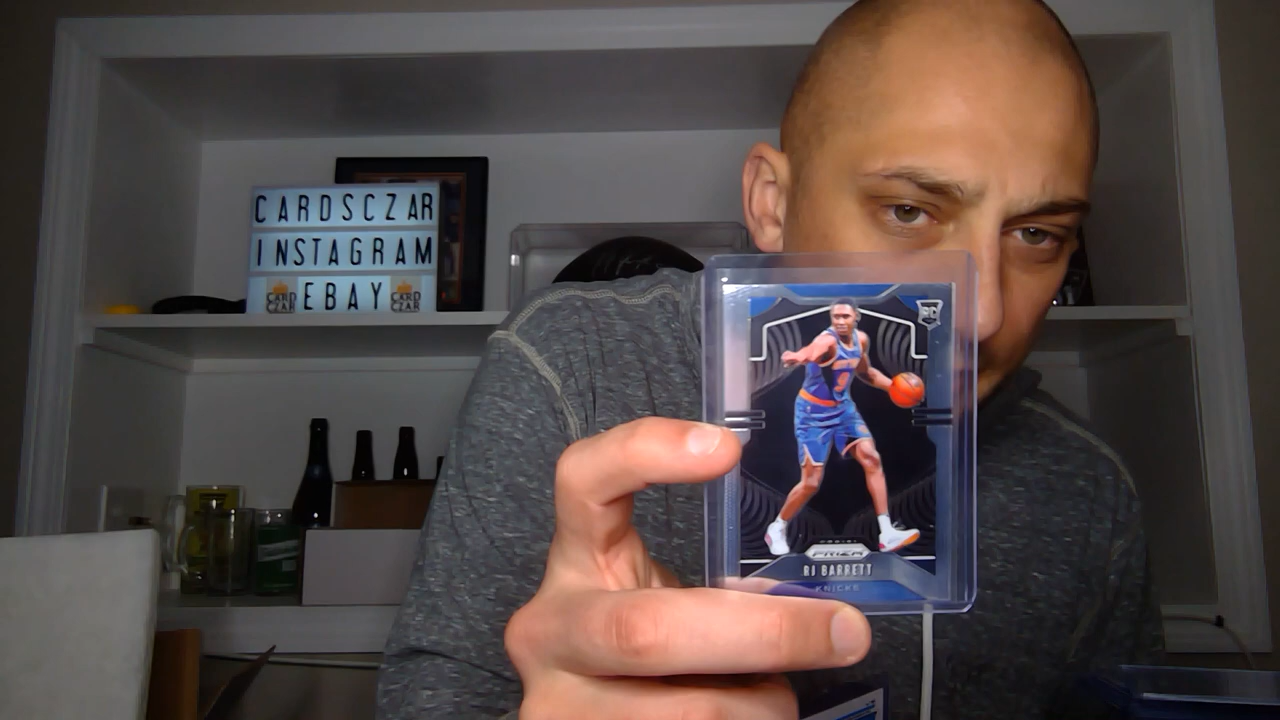 CARDSCZAR
INSTAGRAM
CARD CZAR EBAY CARD CZAR
RC
PRIZM
RJ BARRETT
KNICKS